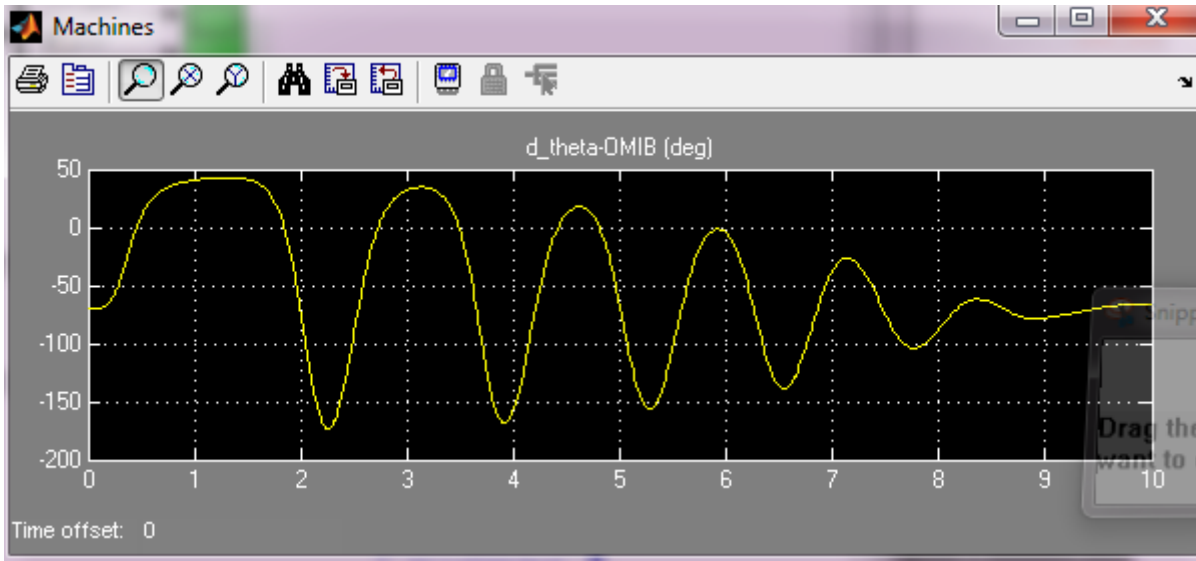 Machines
d_theta-OMIB (deg)
50
0
-50
-100
-150
-200
0 1 2 3 4 5 6 7 8 9 10
Snipp
Drag the
want to
Time offset: 0